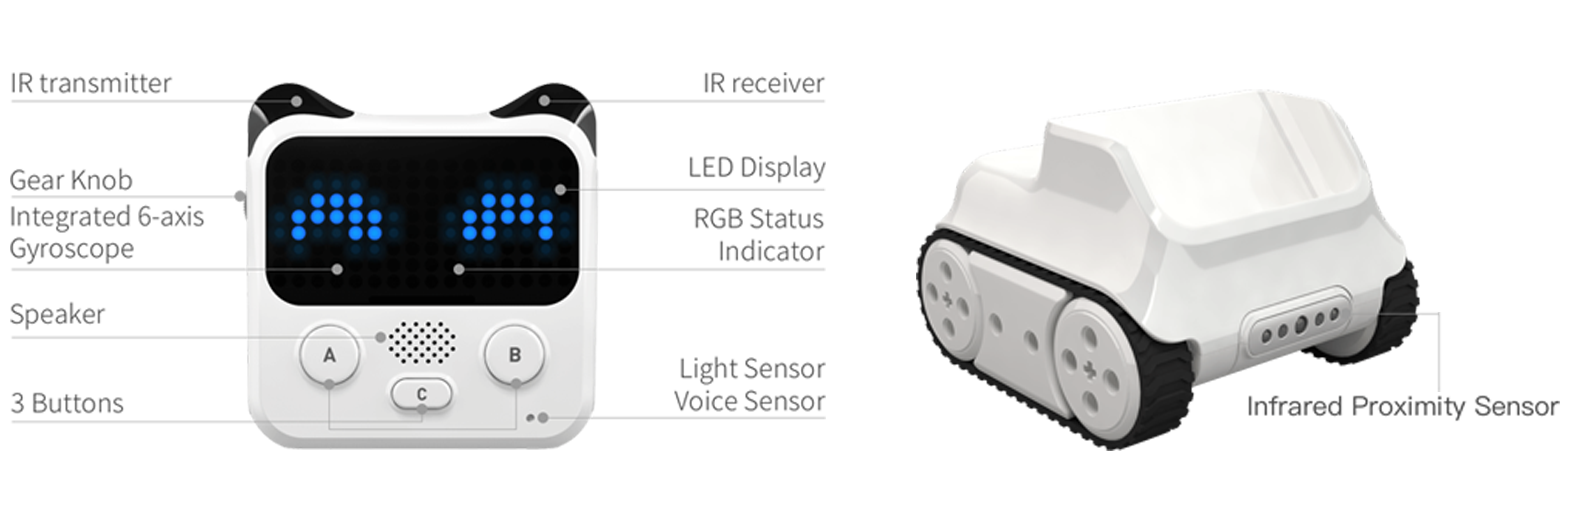 IR transmitter
Gear Knob
Integrated 6-axis
Gyroscope
Speaker
3 Buttons
A
B
C
IR receiver
LED Display
RGB Status
Indicator
Light Sensor
Voice Sensor
Infrared Proximity Sensor